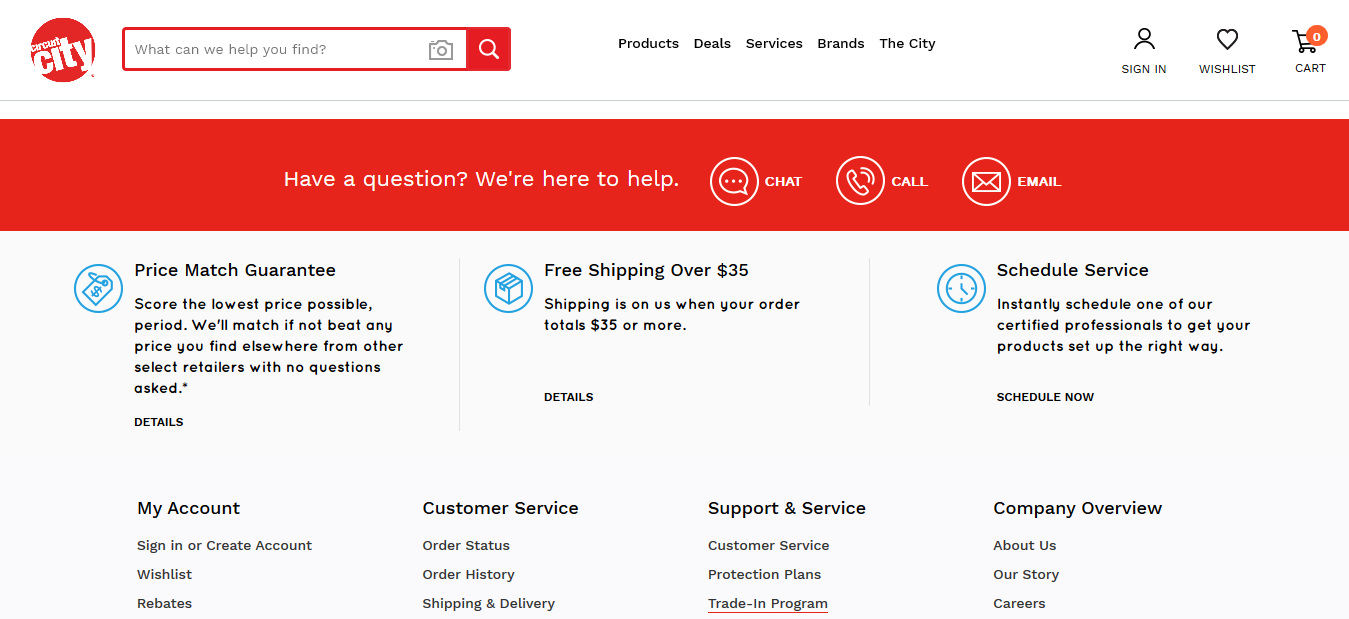 circuit city
What can we help you find?
Products Deals Services Brands The City
0
SIGN IN WISHLIST CART
Have a question? We're here to help. CHAT CALL EMAIL
Price Match Guarantee
Score the lowest price possible,
period. We'll match if not beat any
price you find elsewhere from other
select retailers with no questions
asked.*
DETAILS
Free Shipping Over $35
Shipping is on us when your order
totals $35 or more.
DETAILS
Schedule Service
Instantly schedule one of our
certified professionals to get your
products set up the right way.
SCHEDULE NOW
My Account
Sign in or Create Account
Wishlist
Rebates
Customer Service
Order Status
Order History
Shipping & Delivery
Support & Service
Customer Service
Protection Plans
Trade-In Program
Company Overview
About Us
Our Story
Careers